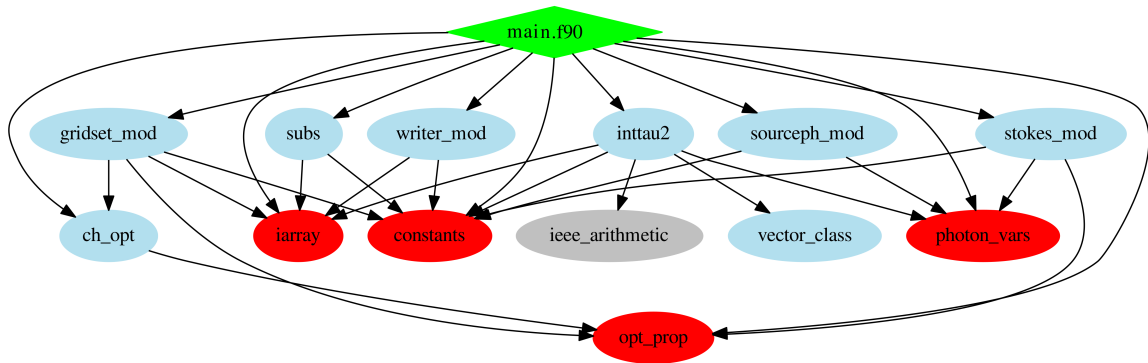 main.f90
gridset_mod
subs
writer_mod
inttau2
sourceph_mod
stokes_mod
ch_opt
iarray
constants
ieee_arithmetic
vector_class
photon_vars
opt_prop